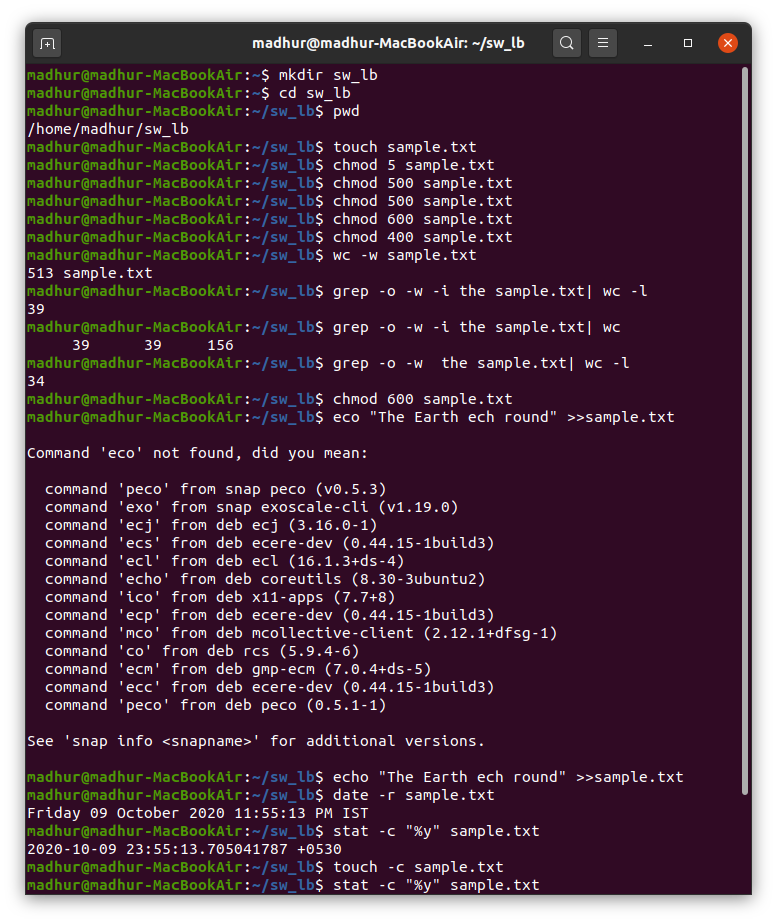 madhur@madhur-MacBookAir: ~/sw_lb
madhur@madhur-MacBookAir:~$ mkdir sw_lb
madhur@madhur-MacBookAir:~$ cd sw_lb
madhur@madhur-MacBookAir:~/sw_lb$ pwd
/home/madhur/sw_lb
madhur@madhur-MacBookAir:~/sw_lb$ touch sample.txt
madhur@madhur-MacBookAir:~/sw_lb$ chmod 5 sample.txt
madhur@madhur-MacBookAir:~/sw_lb$ chmod 500 sample.txt
madhur@madhur-MacBookAir:~/sw_lb$ chmod 500 sample.txt
madhur@madhur-MacBookAir:~/sw_lb$ chmod 600 sample.txt
madhur@madhur-MacBookAir:~/sw_lb$ chmod 400 sample.txt
madhur@madhur-MacBookAir:~/sw_lb$ wc -w sample.txt
513 sample.txt
madhur@madhur-MacBookAir:~/sw_lb$ grep -o -w -i the sample.txt| wc -l
39
madhur@madhur-MacBookAir:~/sw_lb$ grep -o -w -i the sample.txt| wc
     39      39     156
madhur@madhur-MacBookAir:~/sw_lb$ grep -o -w  the sample.txt| wc -l
34
madhur@madhur-MacBookAir:~/sw_lb$ chmod 600 sample.txt
madhur@madhur-MacBookAir:~/sw_lb$ eco "The Earth ech round" >>sample.txt
Command 'eco' not found, did you mean:
  command 'peco' from snap peco (v0.5.3)
  command 'exo' from snap exoscale-cli (v1.19.0)
  command 'ecj' from deb ecj (3.16.0-1)
  command 'ecs' from deb ecere-dev (0.44.15-1build3)
  command 'ecl' from deb ecl (16.1.3+ds-4)
  command 'echo' from deb coreutils (8.30-3ubuntu2)
  command 'ico' from deb x11-apps (7.7+8)
  command 'ecp' from deb ecere-dev (0.44.15-1build3)
  command 'mco' from deb mcollective-client (2.12.1+dfsg-1)
  command 'co' from deb rcs (5.9.4-6)
  command 'ecm' from deb gmp-ecm (7.0.4+ds-5)
  command 'ecc' from deb ecere-dev (0.44.15-1build3)
  command 'peco' from deb peco (0.5.1-1)
See 'snap info <snapname>' for additional versions.
madhur@madhur-MacBookAir:~/sw_lb$ echo "The Earth ech round" >>sample.txt
madhur@madhur-MacBookAir:~/sw_lb$ date -r sample.txt
Friday 09 October 2020 11:55:13 PM IST
madhur@madhur-MacBookAir:~/sw_lb$ stat -c "%y" sample.txt
2020-10-09 23:55:13.705041787 +0530
madhur@madhur-MacBookAir:~/sw_lb$ touch -c sample.txt
madhur@madhur-MacBookAir:~/sw_lb$ stat -c "%y" sample.txt